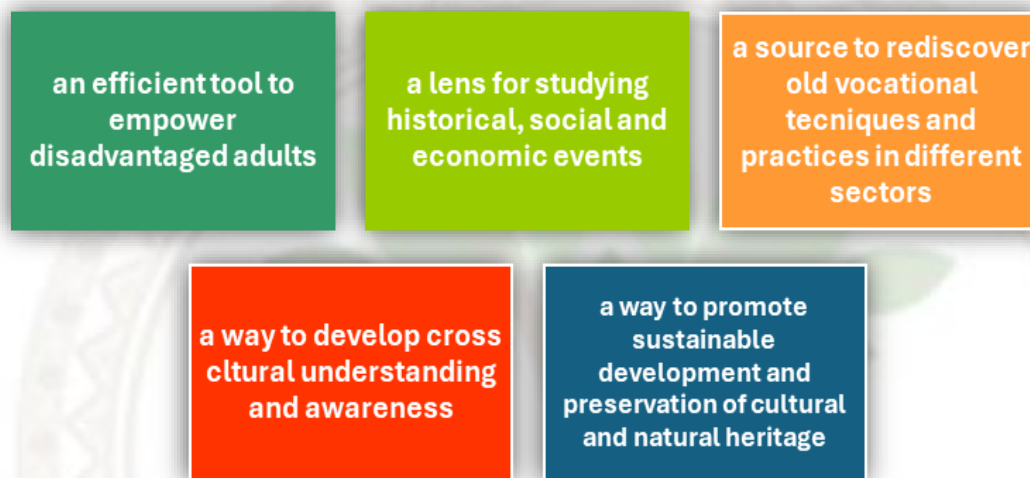 an efficient tool to
empower
disadvantaged adults
a lens for studying
historical, social and
economic events
a source to rediscover
old vocational
tecniques and
practices in different
sectors
a way to develop cross
cltural understanding
and awareness
a way to promote
sustainable
development and
preservation of cultural
and natural heritage